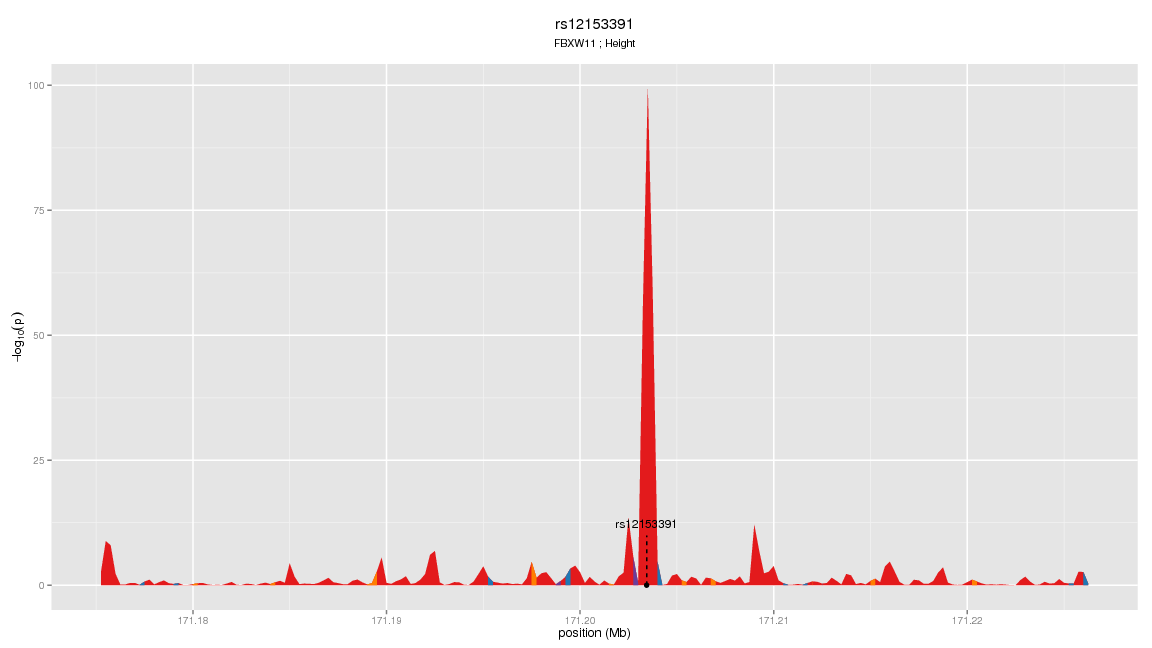 rs12153391
FBXW11 ; Height
100
75
50
25
0
−log10(p)
rs12153391
171.18 171.19 171.20 171.21 171.22
position (Mb)